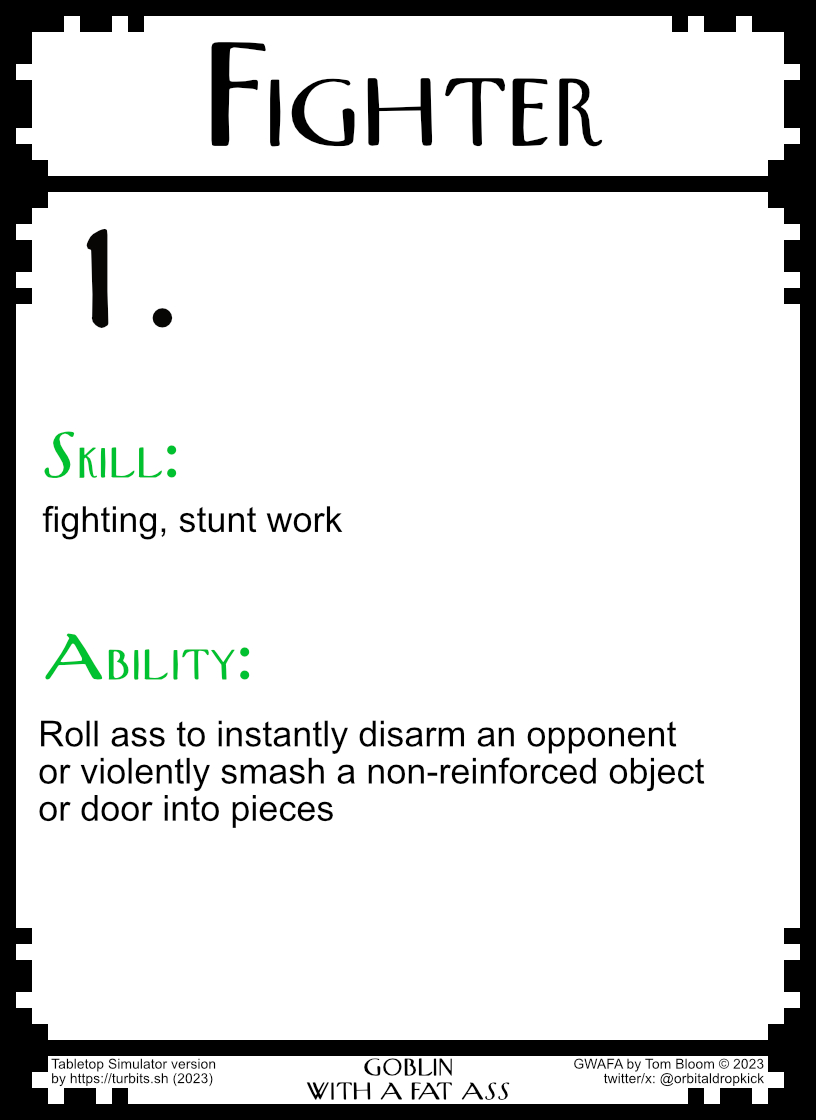 Fighter
1.
Skill:
fighting, stunt work
Ability:
Roll ass to instantly disarm an opponent
or violently smash a non-reinforced object
or door into pieces
Tabletop Simulator version
by https://turbits.sh (2023)
GOBLIN
WITH A FAT ASS
GWAFA by Tom Bloom © 2023
twitter/x: @orbitaldropkick